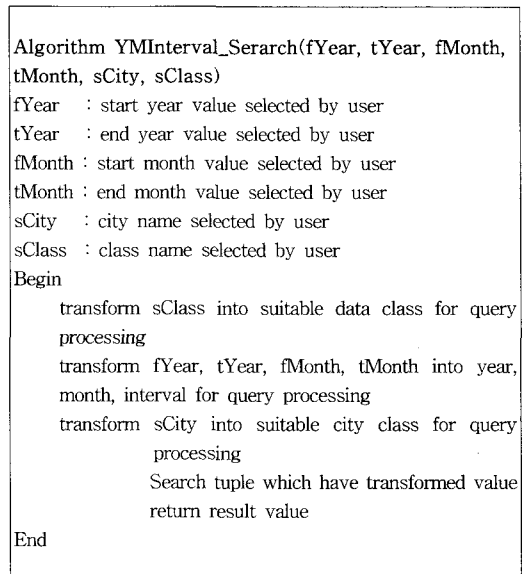 Algorithm YMInterval_Serarch(fYear, tYear, fMonth,
tMonth, sCity, sClass)
fYear : start year value selected by user
tYear : end year value selected by user
fMonth : start month value selected by user
tMonth : end month value selected by user
sCity : city name selected by user
sClass : class name selected by user
Begin
transform sClass into suitable data class for query
processing
transform fYear, tYear, fMonth, tMonth into year,
month, interval for query processing
transform sCity into suitable city class for query
processing
Search tuple which have transformed value
return result value
End